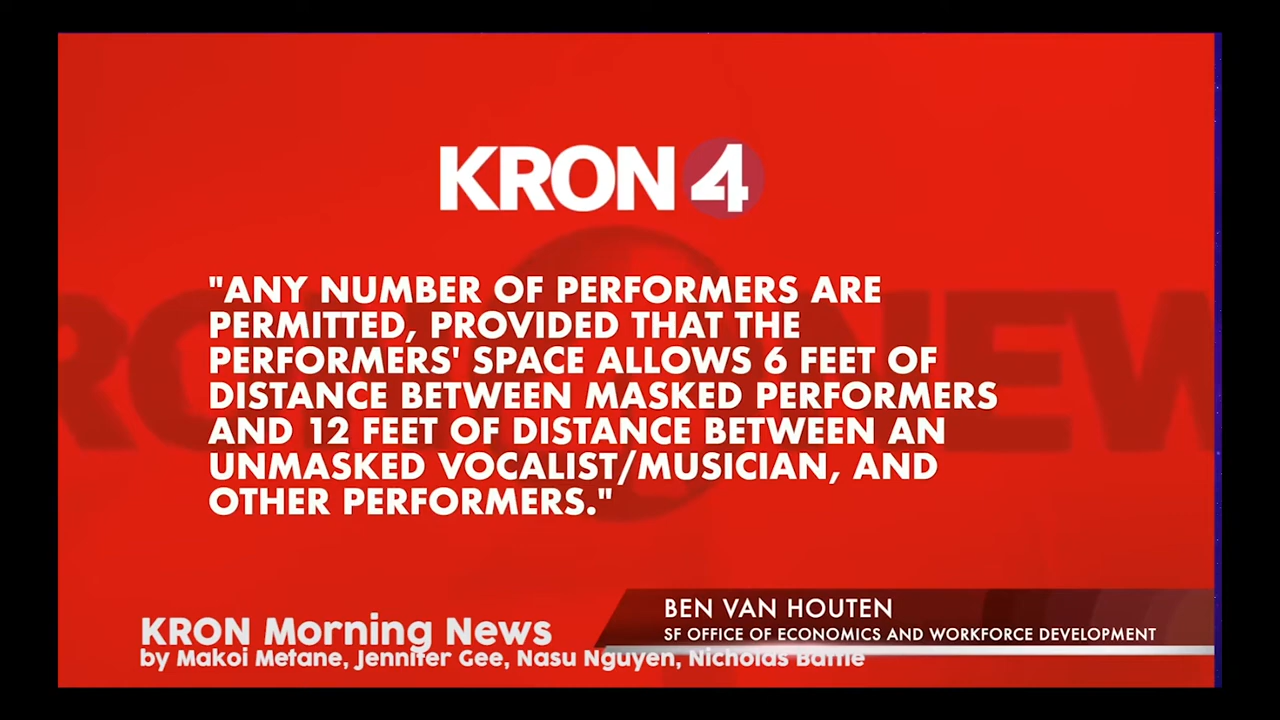 KRON 4
"ANY NUMBER OF PERFORMERS ARE
PERMITTED, PROVIDED THAT THE
PERFORMERS' SPACE ALLOWS 6 FEET OF
DISTANCE BETWEEN MASKED PERFORMERS
AND 12 FEET OF DISTANCE BETWEEN AN
UNMASKED VOCALIST/MUSICIAN, AND
OTHER PERFORMERS."
BEN VAN HOUTEN
SF OFFICE OF ECONOMICS AND WORKFORCE DEVELOPMENT
KRON Morning News
by Makoi Metane, Jennifer Gee, Nasu Nguyen, Nicholas